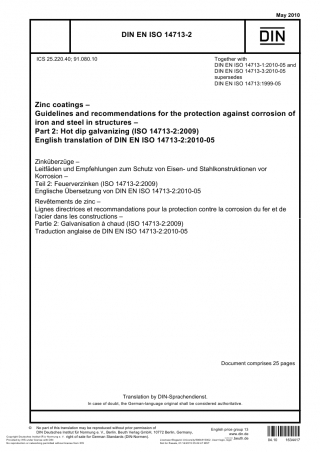 May 2010
DIN EN ISO 14713-2
DIN
ICS 25.220.40; 91.080.10
Together with
DIN EN ISO 14713-1:2010-05 and
DIN EN ISO 14713-3:2010-05
supersedes
DIN EN ISO 14713:1999-05
Zinc coatings –
Guidelines and recommendations for the protection against corrosion of
iron and steel in structures –
Part 2: Hot dip galvanizing (ISO 14713-2:2009)
English translation of DIN EN ISO 14713-2:2010-05
Zinküberzüge –
Leitfäden und Empfehlungen zum Schutz von Eisen- und Stahlkonstruktionen vor
Korrosion –
Teil 2: Feuerverzinken (ISO 14713-2:2009)
Englische Übersetzung von DIN EN ISO 14713-2:2010-05
Revêtements de zinc –
Lignes directrices et recommandations pour la protection contre la corrosion du fer et de
l'acier dans les constructions –
Partie 2: Galvanisation à chaud (ISO 14713-2:2009)
Traduction anglaise de DIN EN ISO 14713-2:2010-05
Document comprises 25 pages
Translation by DIN-Sprachendienst.
In case of doubt, the German-language original shall be considered authoritative.
© No part of this translation may be reproduced without prior permission of
DIN Deutsches Institut für Normung e. V., Berlin. Beuth Verlag GmbH, 10772 Berlin, Germany,
right of sale for German Standards (DIN-Normen).
English price group 13
www.din.de
www.beuth.de